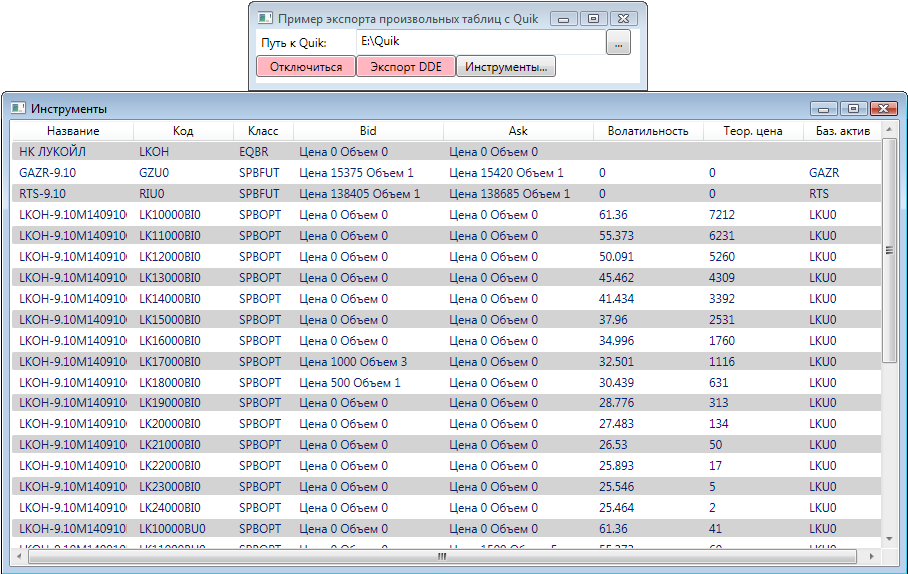 Пример экспорта произвольных таблиц с Quik
Путь к Quik: E:\Quik ...
Отключиться Экспорт DDE Инструменты...
Инструменты
Название Код Класс Bid Ask Волатильность Теор. цена Баз. актив
НК ЛУКОЙЛ LKOH EQBR Цена 0 Объем 0 Цена 0 Объем 0
GAZR-9.10 GZU0 SPBFUT Цена 15375 Объем 1 Цена 15420 Объем 1 0 0 GAZR
RTS-9.10 RIU0 SPBFUT Цена 138405 Объем 1 Цена 138685 Объем 1 0 0 RTS
LKOH-9.10M140910 LK10000BI0 SPBOPT Цена 0 Объем 0 Цена 0 Объем 0 61.36 7212 LKU0
LKOH-9.10M140910 LK11000BI0 SPBOPT Цена 0 Объем 0 Цена 0 Объем 0 55.373 6231 LKU0
LKOH-9.10M140910 LK12000BI0 SPBOPT Цена 0 Объем 0 Цена 0 Объем 0 50.091 5260 LKU0
LKOH-9.10M140910 LK13000BI0 SPBOPT Цена 0 Объем 0 Цена 0 Объем 0 45.462 4309 LKU0
LKOH-9.10M140910 LK14000BI0 SPBOPT Цена 0 Объем 0 Цена 0 Объем 0 41.434 3392 LKU0
LKOH-9.10M140910 LK15000BI0 SPBOPT Цена 0 Объем 0 Цена 0 Объем 0 37.96 2531 LKU0
LKOH-9.10M140910 LK16000BI0 SPBOPT Цена 0 Объем 0 Цена 0 Объем 0 34.996 1760 LKU0
LKOH-9.10M140910 LK17000BI0 SPBOPT Цена 1000 Объем 3 Цена 0 Объем 0 32.501 1116 LKU0
LKOH-9.10M140910 LK18000BI0 SPBOPT Цена 500 Объем 1 Цена 0 Объем 0 30.439 631 LKU0
LKOH-9.10M140910 LK19000BI0 SPBOPT Цена 0 Объем 0 Цена 0 Объем 0 28.776 313 LKU0
LKOH-9.10M140910 LK20000BI0 SPBOPT Цена 0 Объем 0 Цена 0 Объем 0 27.483 134 LKU0
LKOH-9.10M140910 LK21000BI0 SPBOPT Цена 0 Объем 0 Цена 0 Объем 0 26.53 50 LKU0
LKOH-9.10M140910 LK22000BI0 SPBOPT Цена 0 Объем 0 Цена 0 Объем 0 25.893 17 LKU0
LKOH-9.10M140910 LK23000BI0 SPBOPT Цена 0 Объем 0 Цена 0 Объем 0 25.546 5 LKU0
LKOH-9.10M140910 LK24000BI0 SPBOPT Цена 0 Объем 0 Цена 0 Объем 0 25.464 2 LKU0
LKOH-9.10M140910 LK10000BU0 SPBOPT Цена 0 Объем 0 Цена 0 Объем 0 61.36 41 LKU0